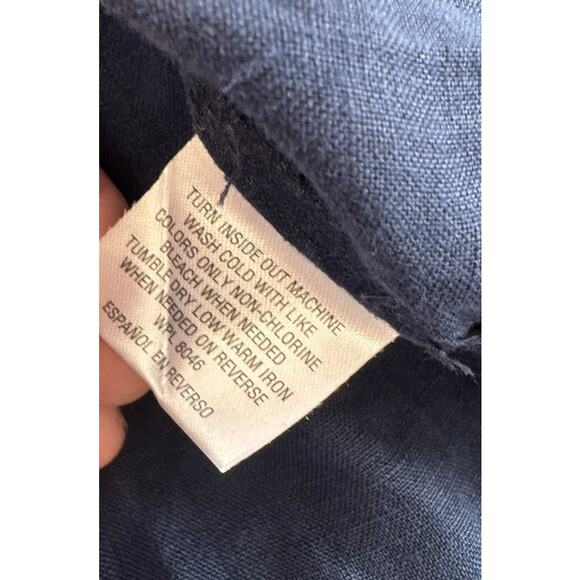 TURN INSIDE OUT MACHINE
WASH COLD WITH LIKE
COLORS ONLY NON-CHLORINE
BLEACH WHEN NEEDED
TUMBLE DRY LOW WARM IRON
WHEN NEEDED ON REVERSE
WPL 8046
ESPAÑOL EN REVERSO